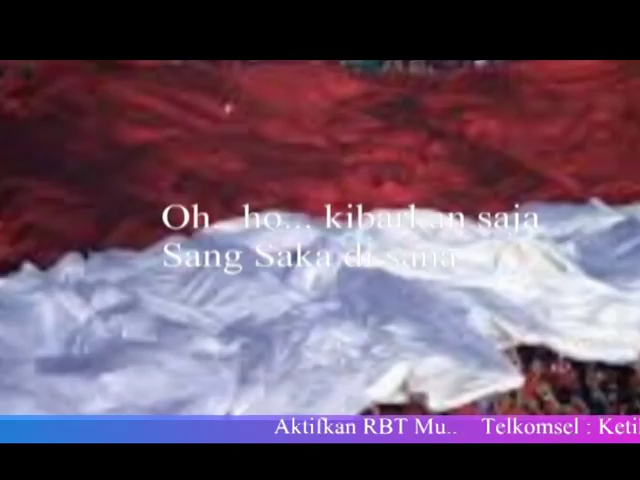 Oh.. ho... kibarkan saja
Sang Saka di sana
Aktifkan RBT Mu.. Telkomsel : Keti